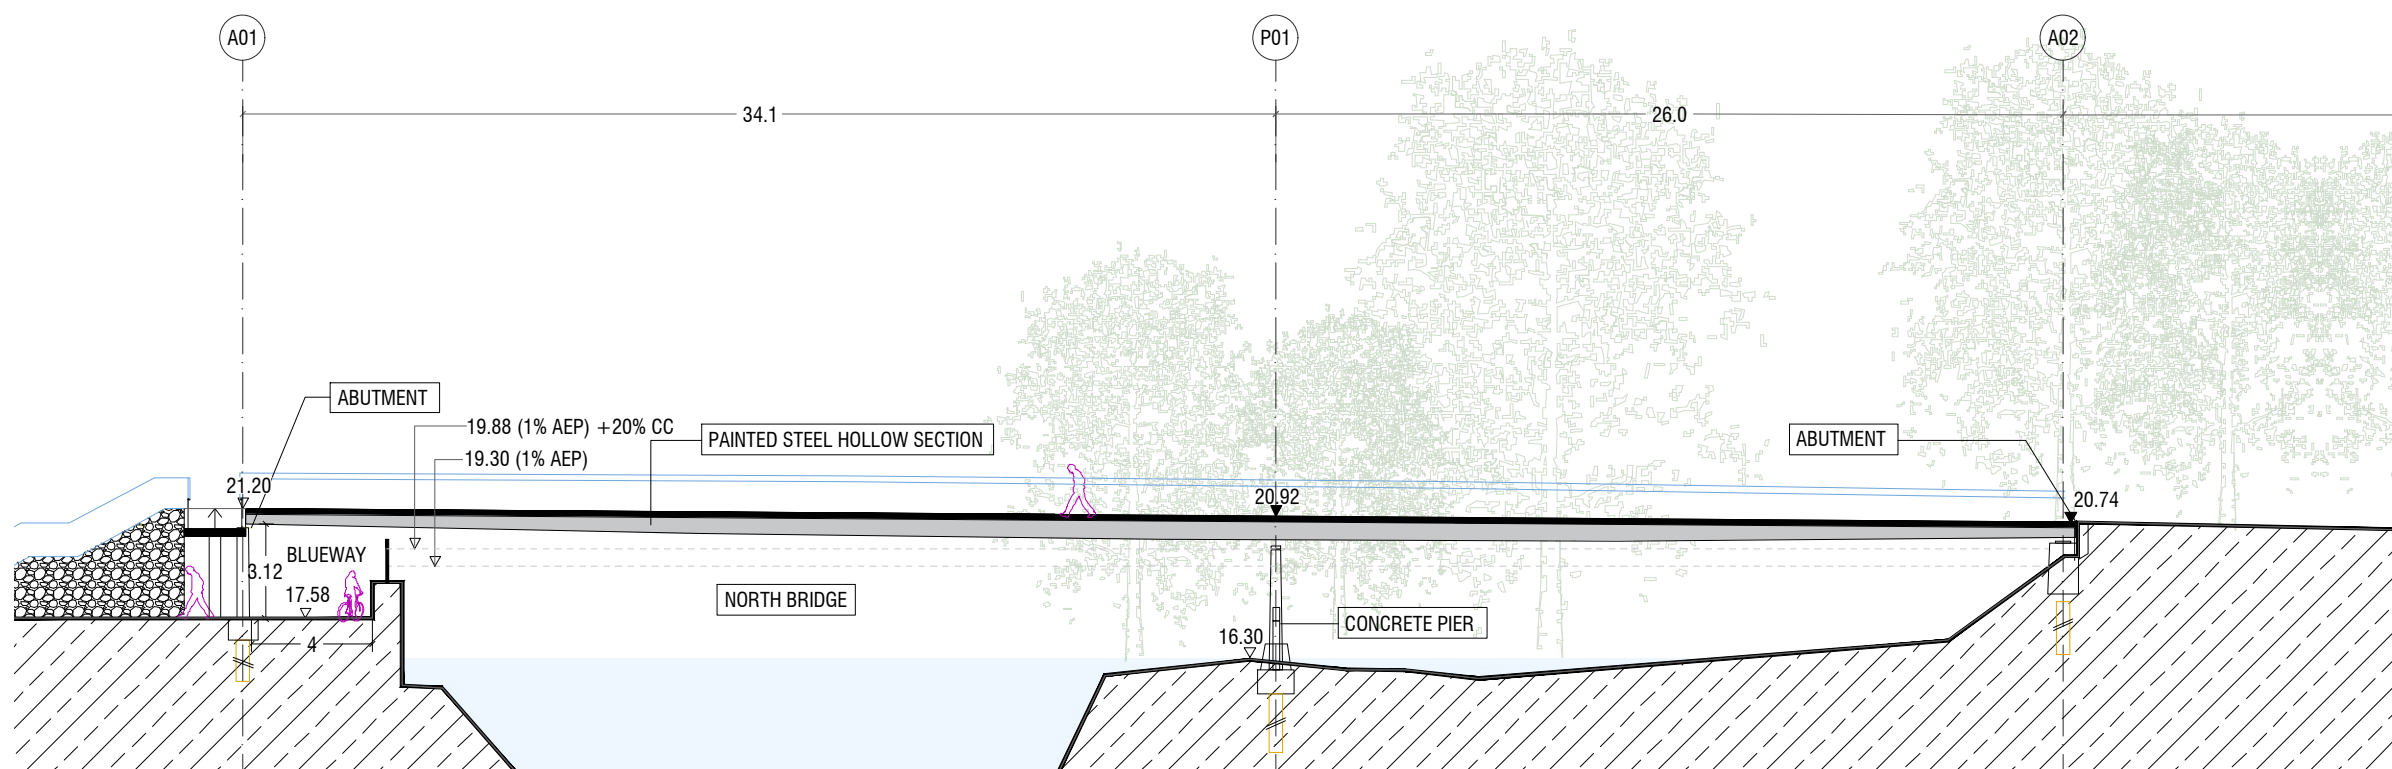 A01
P01
A02
34.1
26.0
ABUTMENT
19.88 (1% AEP) +20% CC
PAINTED STEEL HOLLOW SECTION
ABUTMENT
19.30 (1% AEP)
21.20
20.92
20.74
BLUEWAY
3.12
17.58
NORTH BRIDGE
CONCRETE PIER
16.30
4